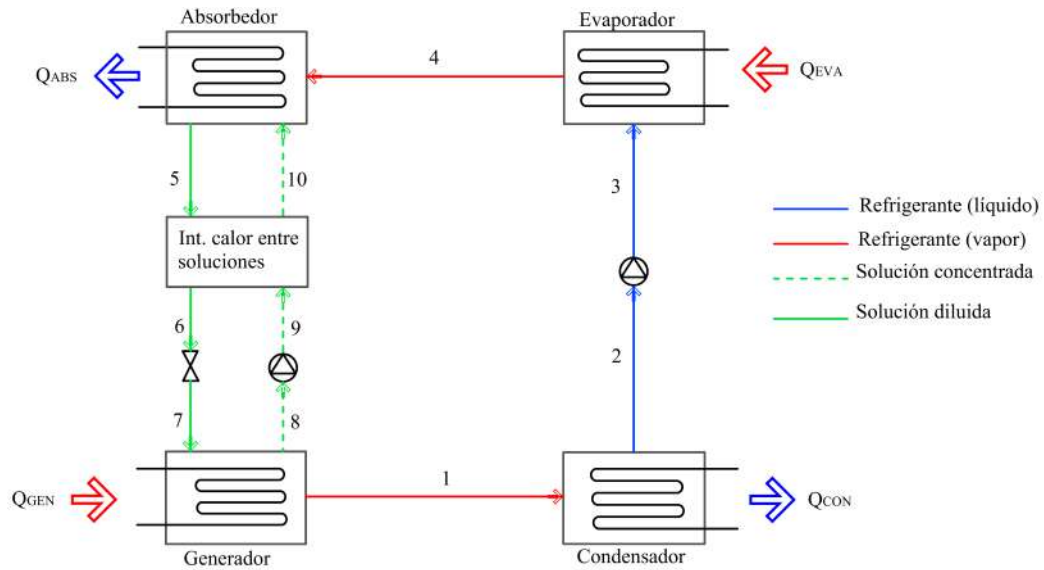 Absorbedor
Evaporador
QABS
4
QEVA
5
10
3
Int. calor entre
soluciones
Refrigerante (líquido)
Refrigerante (vapor)
Solución concentrada
Solución diluida
6
9
2
7
8
1
QGEN
QCON
Generador
Condensador